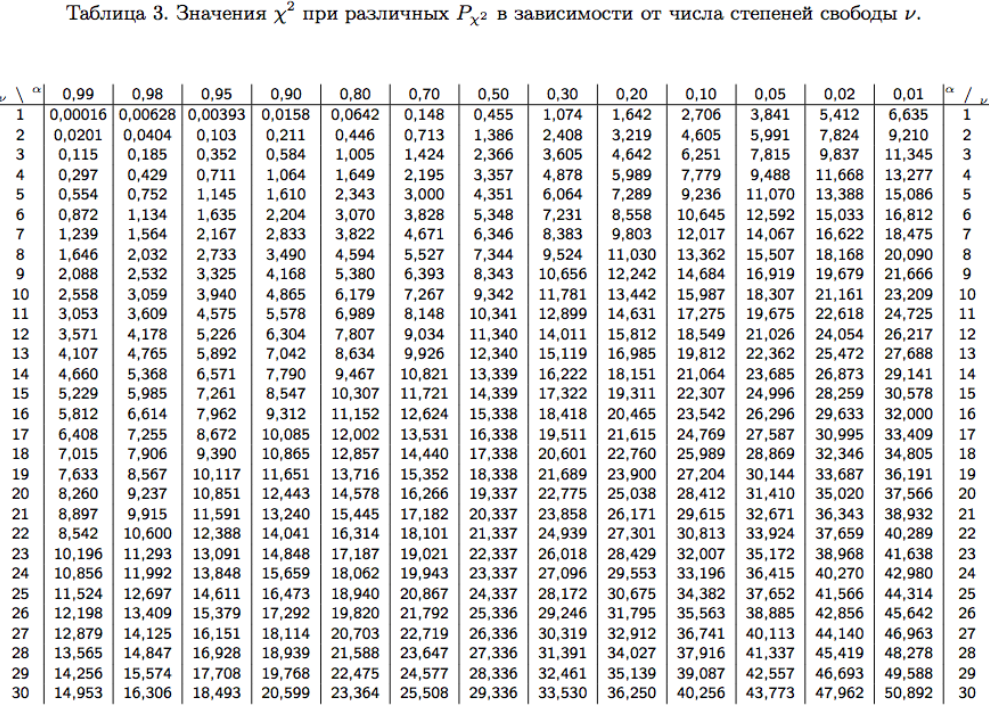 Таблица 3. Значения χ² при различных P_χ² в зависимости от числа степеней свободы ν.
ν \ α 0,99 0,98 0,95 0,90 0,80 0,70 0,50 0,30 0,20 0,10 0,05 0,02 0,01 α / ν
1 0,00016 0,00628 0,00393 0,0158 0,0642 0,148 0,455 1,074 1,642 2,706 3,841 5,412 6,635 1
2 0,0201 0,0404 0,103 0,211 0,446 0,713 1,386 2,408 3,219 4,605 5,991 7,824 9,210 2
3 0,115 0,185 0,352 0,584 1,005 1,424 2,366 3,605 4,642 6,251 7,815 9,837 11,345 3
4 0,297 0,429 0,711 1,064 1,649 2,195 3,357 4,878 5,989 7,779 9,488 11,668 13,277 4
5 0,554 0,752 1,145 1,610 2,343 3,000 4,351 6,064 7,289 9,236 11,070 13,388 15,086 5
6 0,872 1,134 1,635 2,204 3,070 3,828 5,348 7,231 8,558 10,645 12,592 15,033 16,812 6
7 1,239 1,564 2,167 2,833 3,822 4,671 6,346 8,383 9,803 12,017 14,067 16,622 18,475 7
8 1,646 2,032 2,733 3,490 4,594 5,527 7,344 9,524 11,030 13,362 15,507 18,168 20,090 8
9 2,088 2,532 3,325 4,168 5,380 6,393 8,343 10,656 12,242 14,684 16,919 19,679 21,666 9
10 2,558 3,059 3,940 4,865 6,179 7,267 9,342 11,781 13,442 15,987 18,307 21,161 23,209 10
11 3,053 3,609 4,575 5,578 6,989 8,148 10,341 12,899 14,631 17,275 19,675 22,618 24,725 11
12 3,571 4,178 5,226 6,304 7,807 9,034 11,340 14,011 15,812 18,549 21,026 24,054 26,217 12
13 4,107 4,765 5,892 7,042 8,634 9,926 12,340 15,119 16,985 19,812 22,362 25,472 27,688 13
14 4,660 5,368 6,571 7,790 9,467 10,821 13,339 16,222 18,151 21,064 23,685 26,873 29,141 14
15 5,229 5,985 7,261 8,547 10,307 11,721 14,339 17,322 19,311 22,307 24,996 28,259 30,578 15
16 5,812 6,614 7,962 9,312 11,152 12,624 15,338 18,418 20,465 23,542 26,296 29,633 32,000 16
17 6,408 7,255 8,672 10,085 12,002 13,531 16,338 19,511 21,615 24,769 27,587 30,995 33,409 17
18 7,015 7,906 9,390 10,865 12,857 14,440 17,338 20,601 22,760 25,989 28,869 32,346 34,805 18
19 7,633 8,567 10,117 11,651 13,716 15,352 18,338 21,689 23,900 27,204 30,144 33,687 36,191 19
20 8,260 9,237 10,851 12,443 14,578 16,266 19,337 22,775 25,038 28,412 31,410 35,020 37,566 20
21 8,897 9,915 11,591 13,240 15,445 17,182 20,337 23,858 26,171 29,615 32,671 36,343 38,932 21
22 8,542 10,600 12,388 14,041 16,314 18,101 21,337 24,939 27,301 30,813 33,924 37,659 40,289 22
23 10,196 11,293 13,091 14,848 17,187 19,021 22,337 26,018 28,429 32,007 35,172 38,968 41,638 23
24 10,856 11,992 13,848 15,659 18,062 19,943 23,337 27,096 29,553 33,196 36,415 40,270 42,980 24
25 11,524 12,697 14,611 16,473 18,940 20,867 24,337 28,172 30,675 34,382 37,652 41,566 44,314 25
26 12,198 13,409 15,379 17,292 19,820 21,792 25,336 29,246 31,795 35,563 38,885 42,856 45,642 26
27 12,879 14,125 16,151 18,114 20,703 22,719 26,336 30,319 32,912 36,741 40,113 44,140 46,963 27
28 13,565 14,847 16,928 18,939 21,588 23,647 27,336 31,391 34,027 37,916 41,337 45,419 48,278 28
29 14,256 15,574 17,708 19,768 22,475 24,577 28,336 32,461 35,139 39,087 42,557 46,693 49,588 29
30 14,953 16,306 18,493 20,599 23,364 25,508 29,336 33,530 36,250 40,256 43,773 47,962 50,892 30